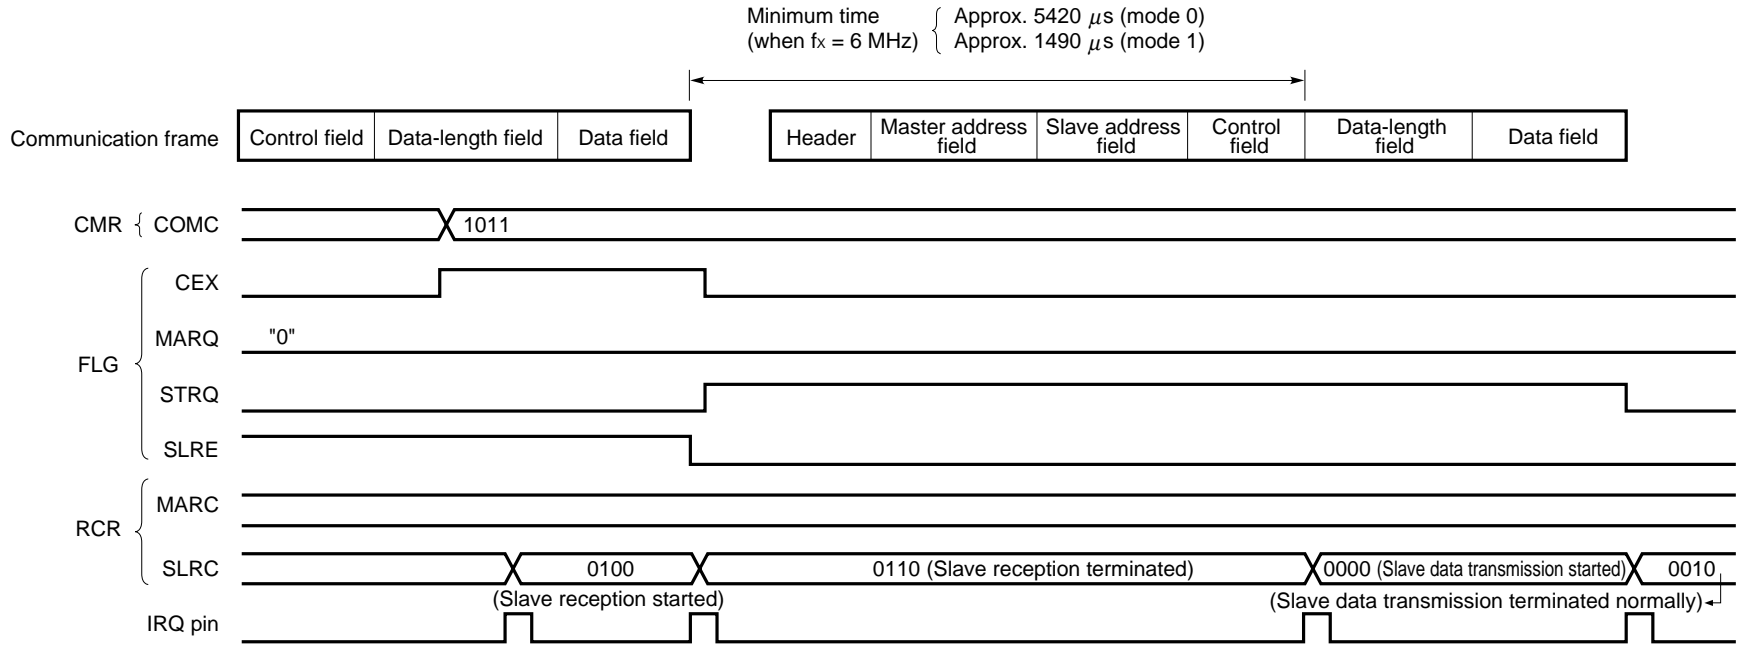 Minimum time
(when fx = 6 MHz)
Approx. 5420 μs (mode 0)
Approx. 1490 μs (mode 1)
Communication frame
Control field
Data-length field
Data field
Header
Master address
field
Slave address
field
Control
field
Data-length
field
Data field
CMR
COMC
1011
FLG
CEX
MARQ
"0"
STRQ
SLRE
RCR
MARC
SLRC
0100
0110 (Slave reception terminated)
0000 (Slave data transmission started)
0010
(Slave reception started)
(Slave data transmission terminated normally)
IRQ pin